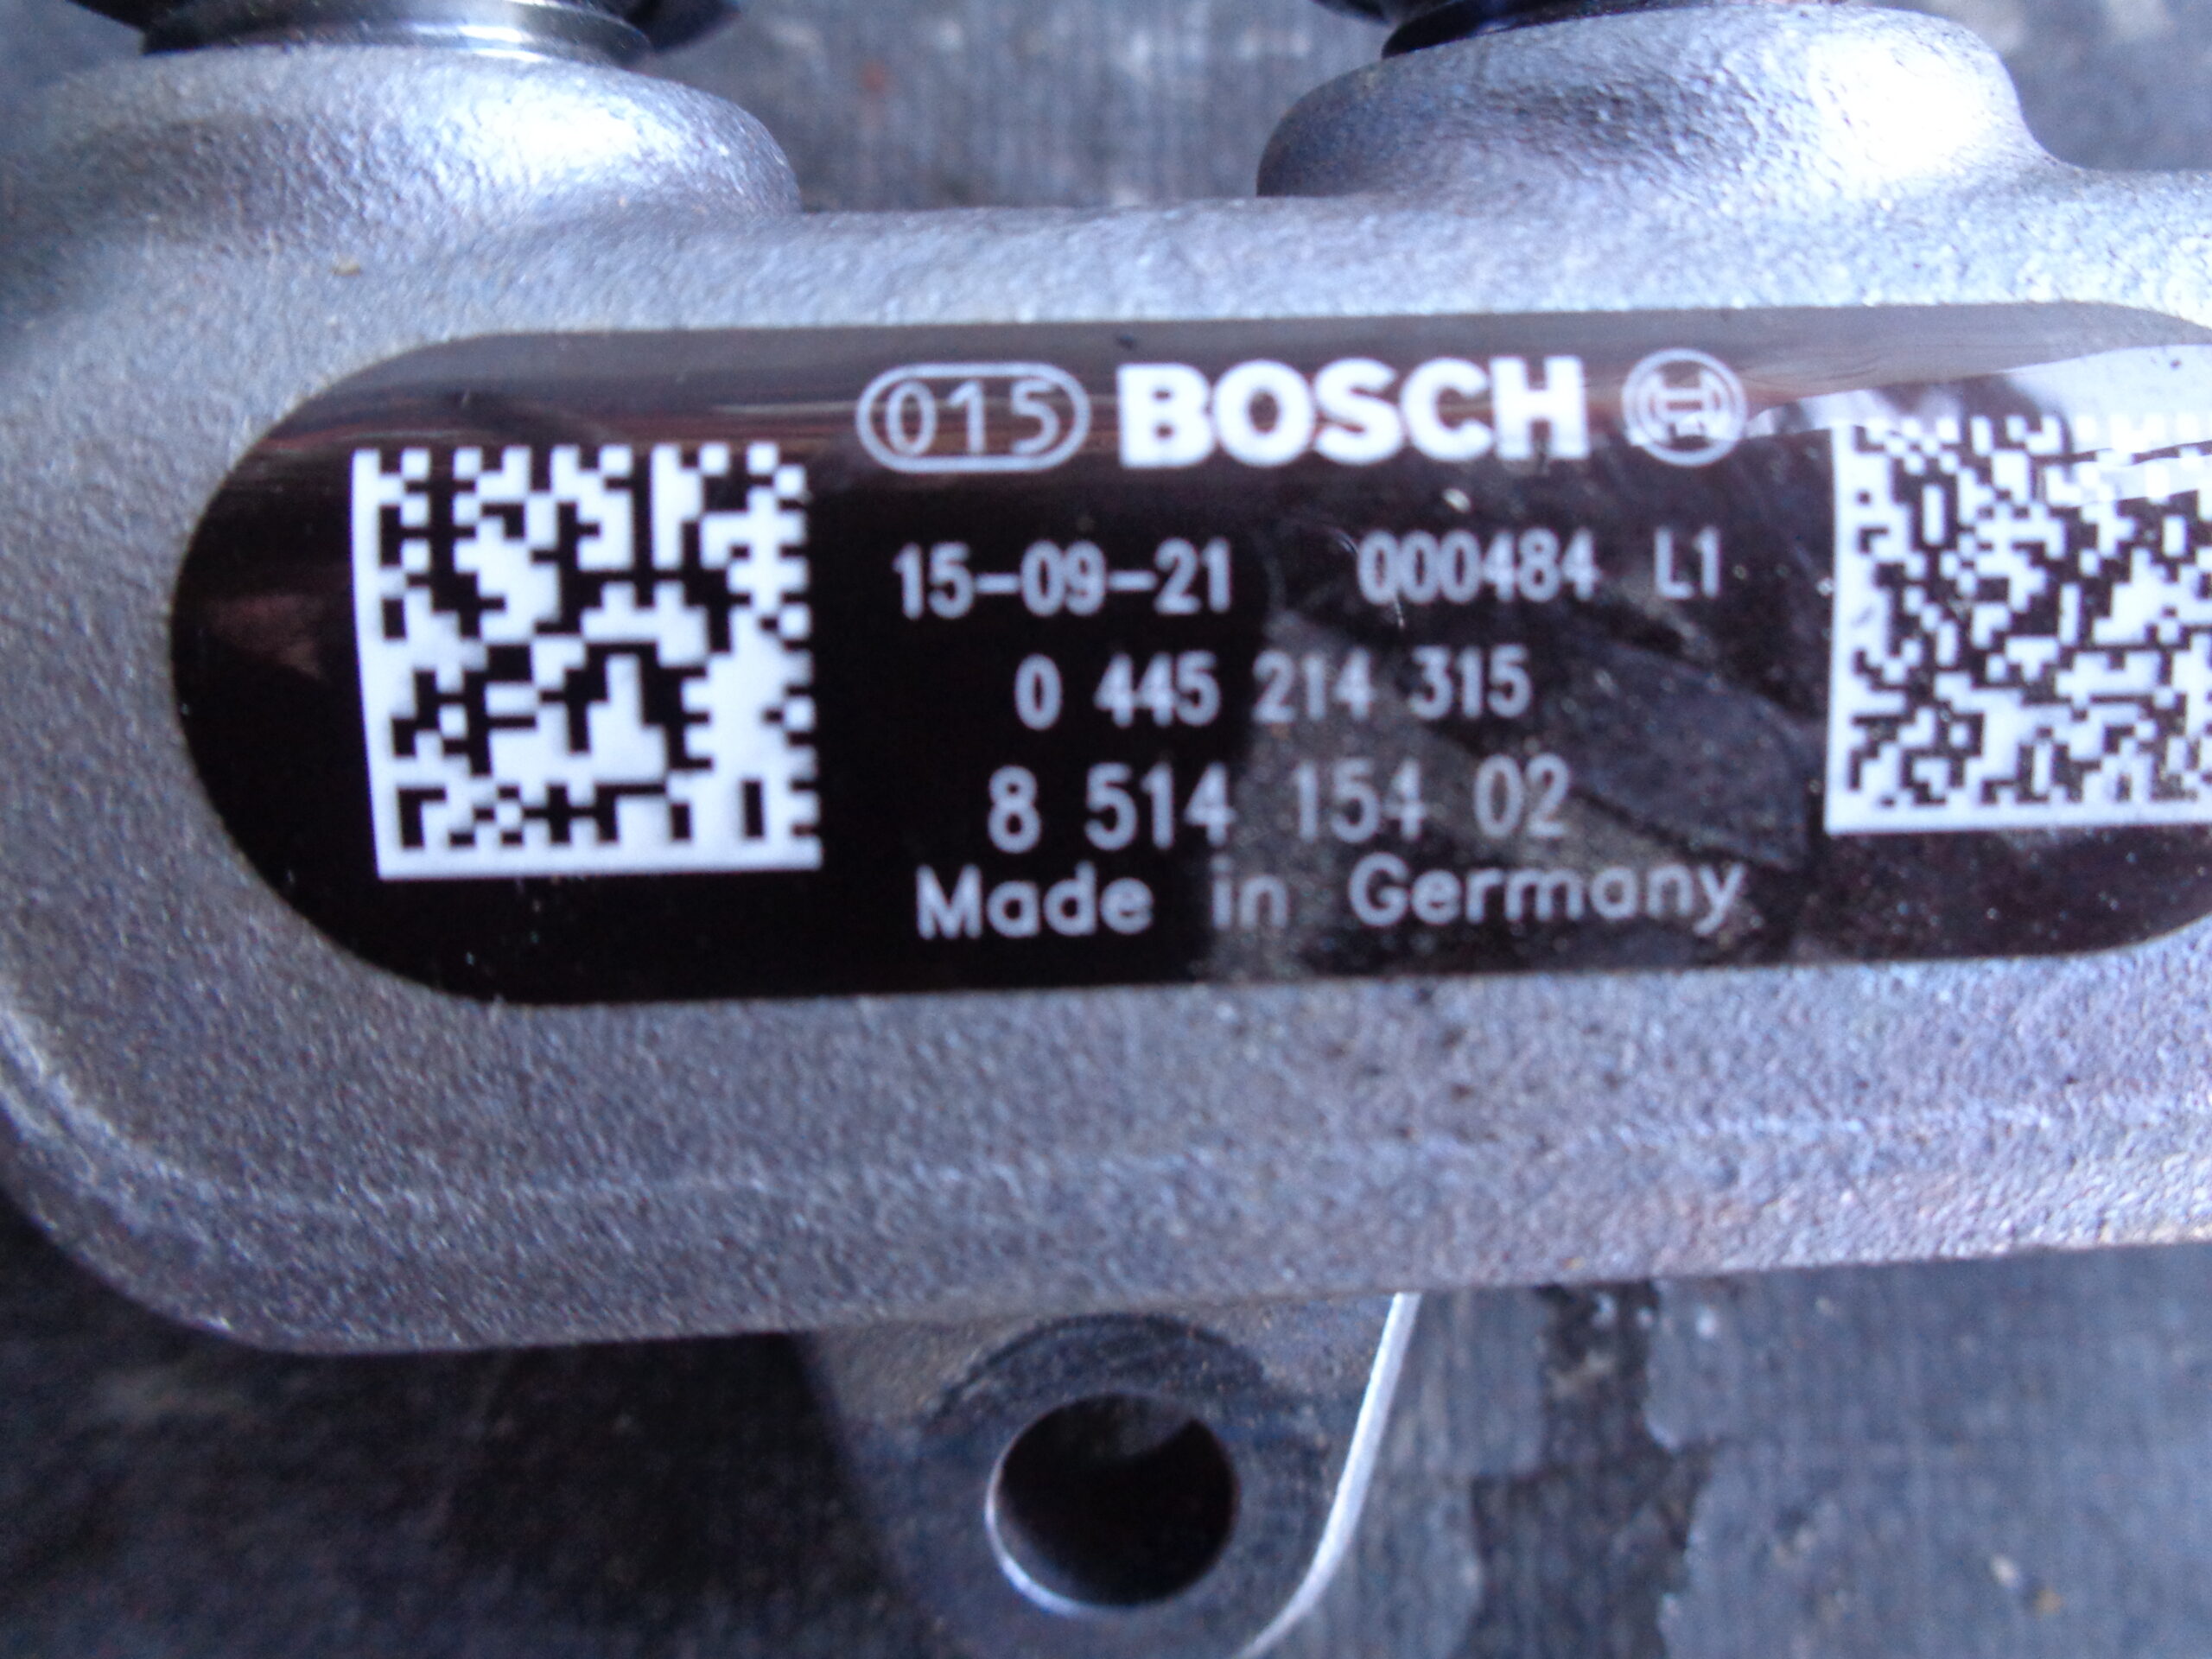 015 BOSCH
15-09-21 000484 L1
0 445 214 315
8 514 154 02
Made in Germany